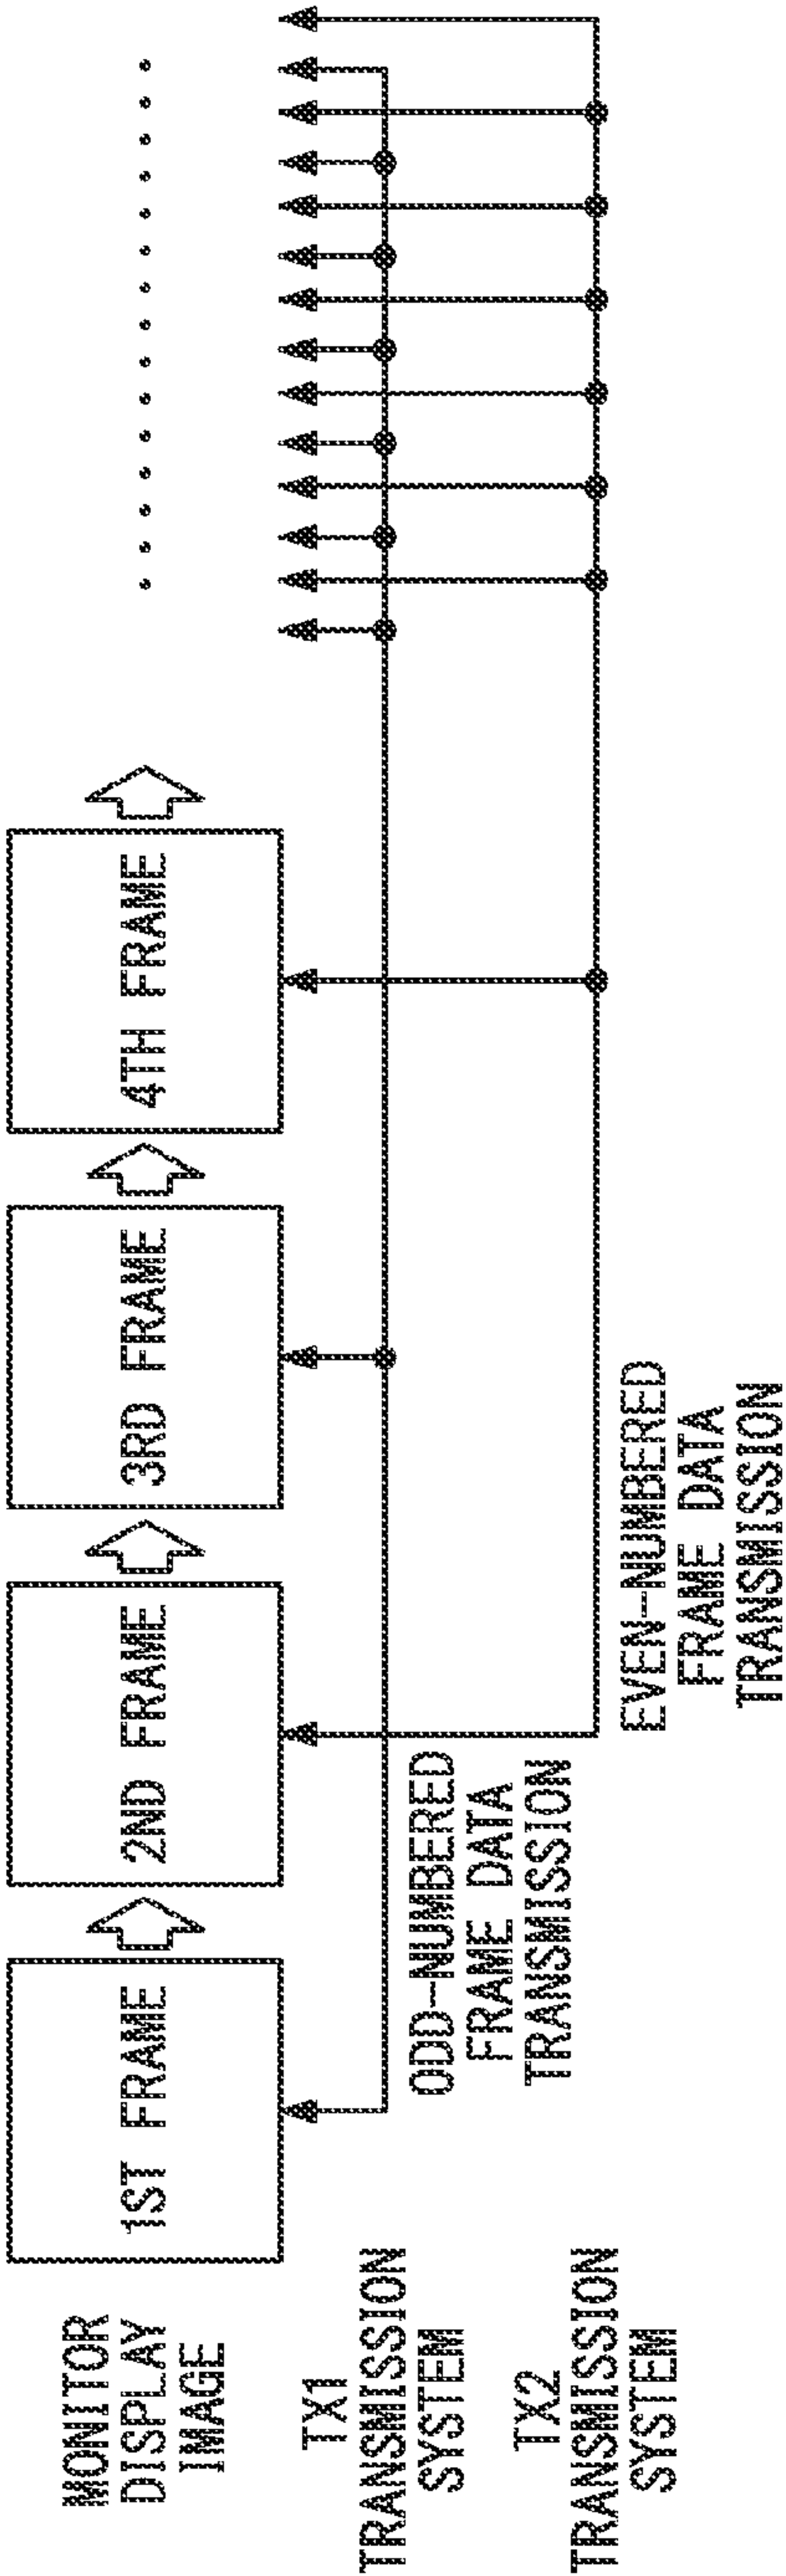 MONITOR
DISPLAY
IMAGE
1ST FRAME
2ND FRAME
3RD FRAME
4TH FRAME
TX1
TRANSMISSION
SYSTEM
ODD-NUMBERED
FRAME DATA
TRANSMISSION
TX2
TRANSMISSION
SYSTEM
EVEN-NUMBERED
FRAME DATA
TRANSMISSION